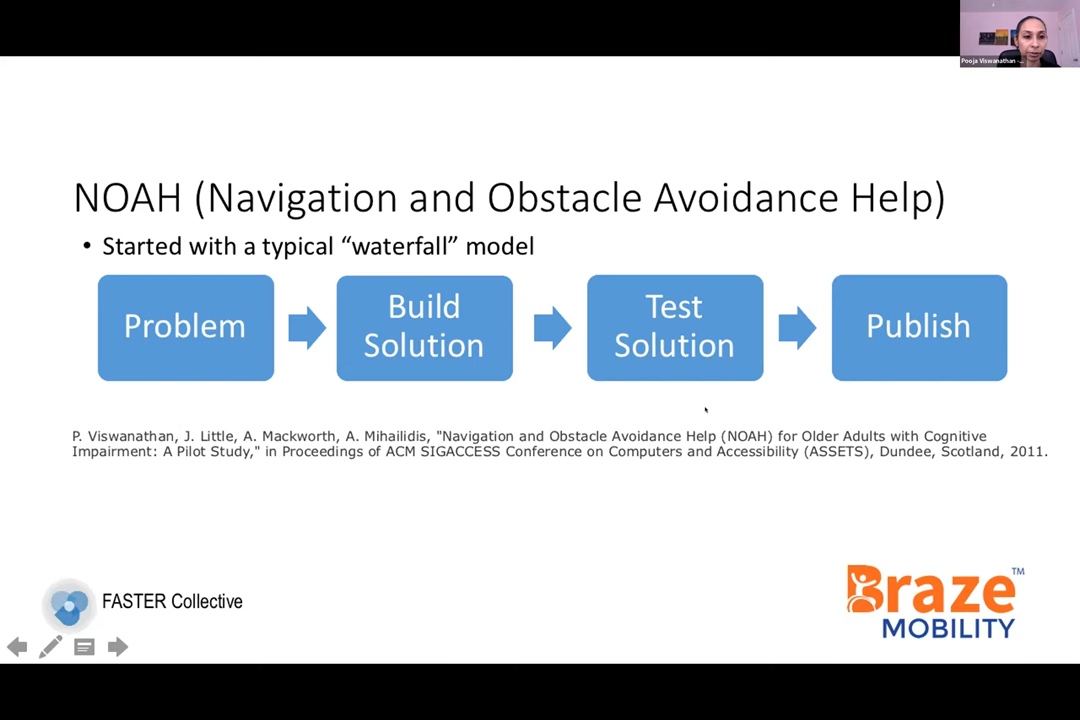 Pooja Viswanathan -...
NOAH (Navigation and Obstacle Avoidance Help)
• Started with a typical “waterfall” model
Problem
Build
Solution
Test
Solution
Publish
P. Viswanathan, J. Little, A. Mackworth, A. Mihailidis, "Navigation and Obstacle Avoidance Help (NOAH) for Older Adults with Cognitive
Impairment: A Pilot Study," in Proceedings of ACM SIGACCESS Conference on Computers and Accessibility (ASSETS), Dundee, Scotland, 2011.
FASTER Collective
Braze™
MOBILITY